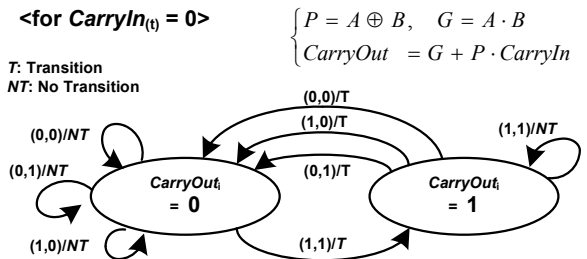 <for CarryIn(t) = 0>
P = A ⊕ B, G = A · B
CarryOut = G + P · CarryIn
T: Transition
NT: No Transition
(0,0)/T
(1,0)/T
(0,1)/T
(0,0)/NT
(0,1)/NT
(1,0)/NT
(1,1)/NT
CarryOuti
= 0
CarryOuti
= 1
(1,1)/T